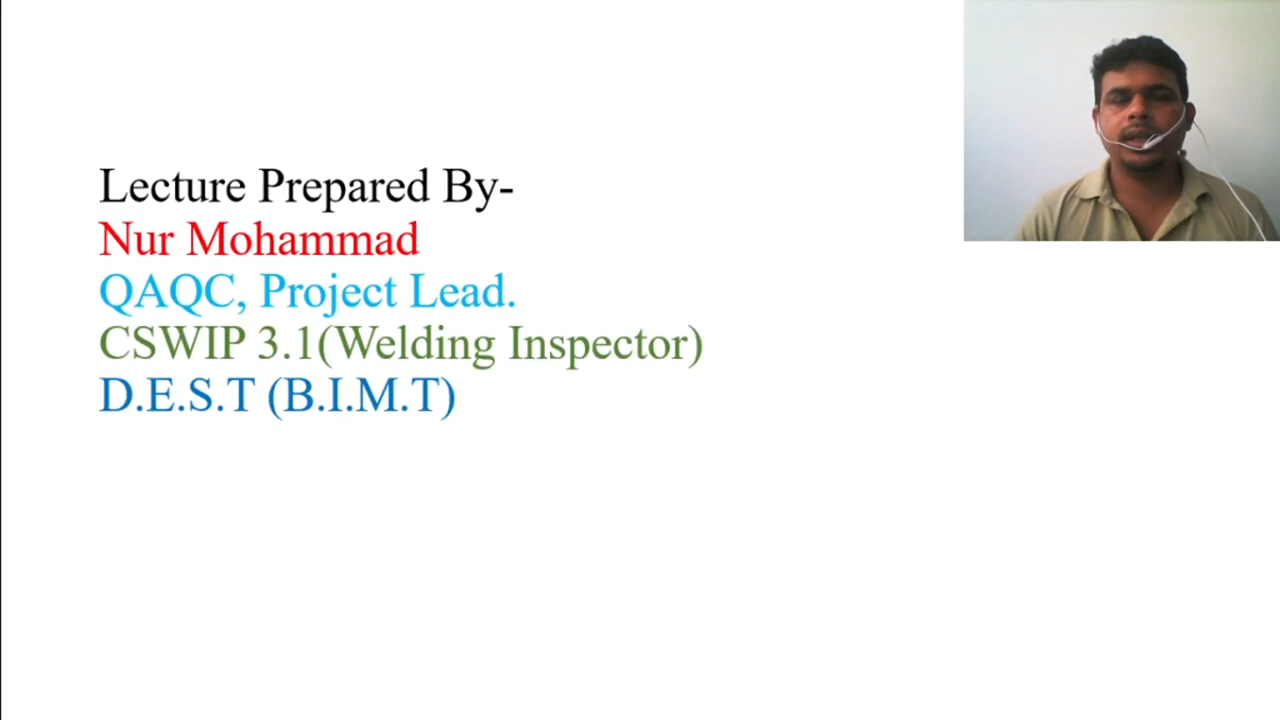 Lecture Prepared By-
Nur Mohammad
QAQC, Project Lead.
CSWIP 3.1(Welding Inspector)
D.E.S.T (B.I.M.T)